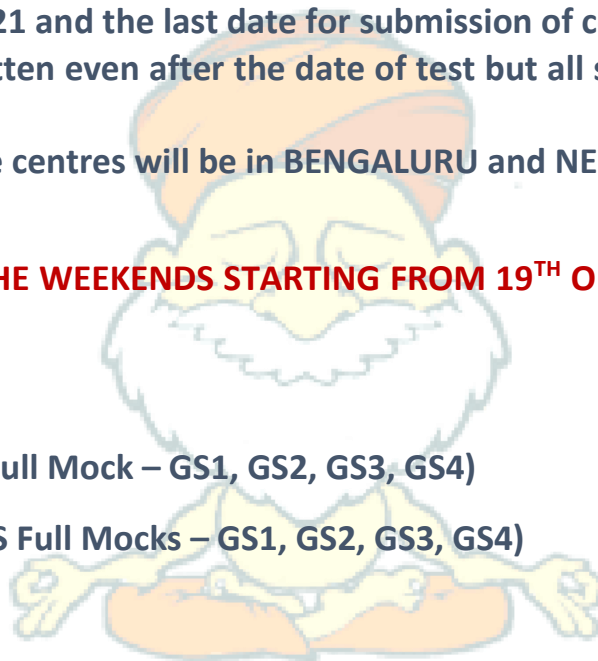 21 and the last date for submission of c
tten even after the date of test but all s
e centres will be in BENGALURU and NE
HE WEEKENDS STARTING FROM 19TH O
ull Mock – GS1, GS2, GS3, GS4)
S Full Mocks – GS1, GS2, GS3, GS4)